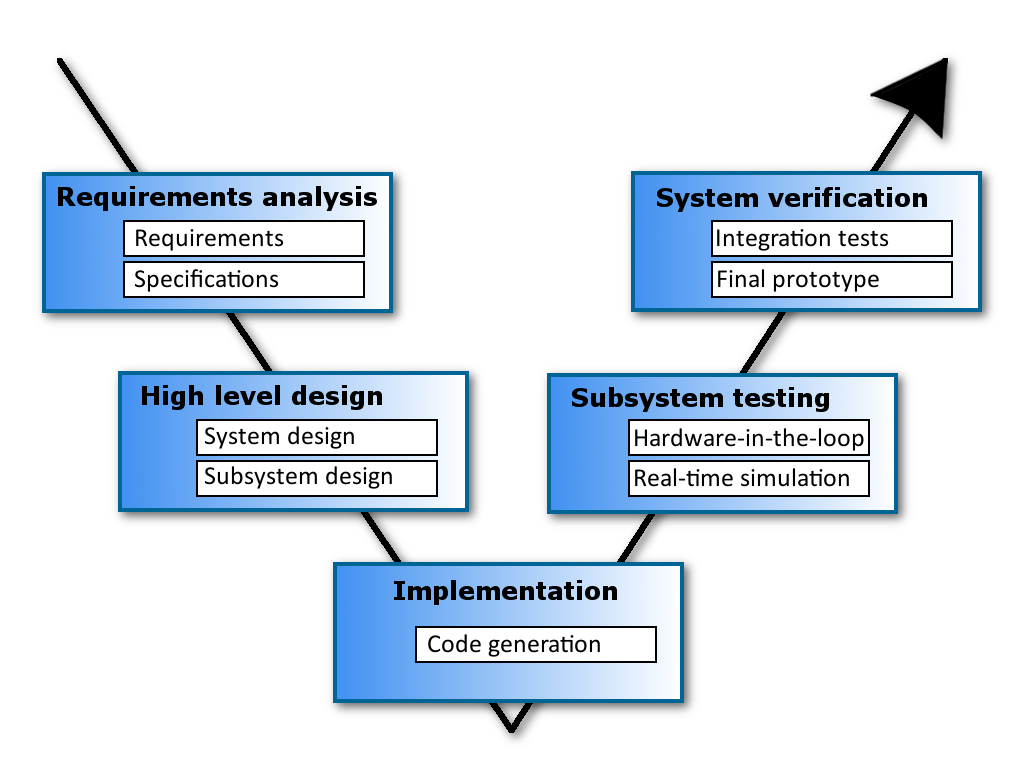 Requirements analysis
Requirements
Specifications
High level design
System design
Subsystem design
Implementation
Code generation
Subsystem testing
Hardware-in-the-loop
Real-time simulation
System verification
Integration tests
Final prototype